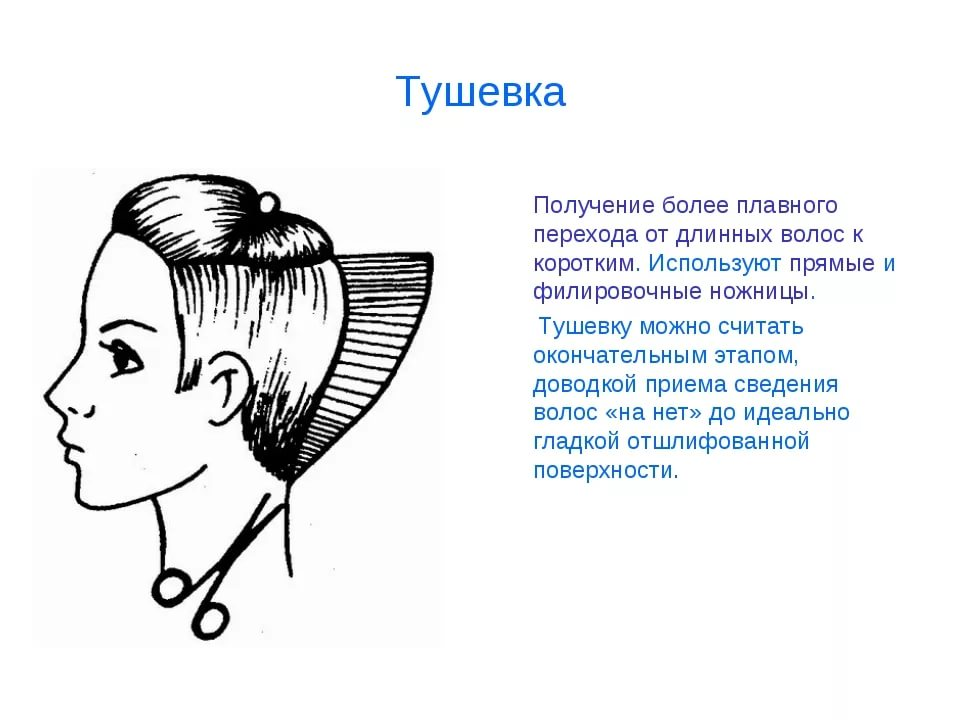 Тушевка
Получение более плавного
перехода от длинных волос к
коротким. Используют прямые и
филировочные ножницы.
Тушевку можно считать
окончательным этапом,
доводкой приема сведения
волос «на нет» до идеально
гладкой отшлифованной
поверхности.